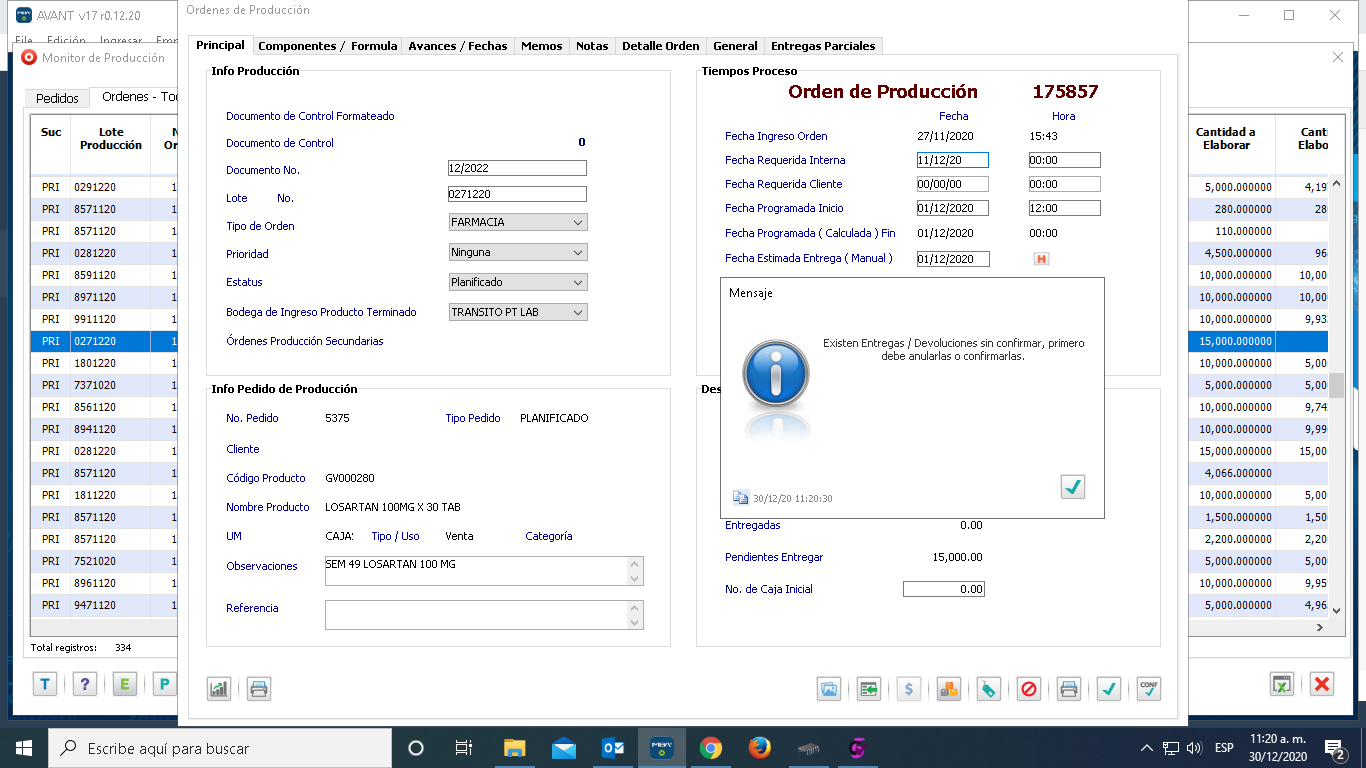 AVANT v17 r0.12.20
Ordenes de Producción
File Edición Ingresar
Monitor de Producción
Pedidos
Principal Componentes / Formula Avances / Fechas Memos Notas Detalle Orden General Entregas Parciales
Suc
Lote Producción
Info Producción
Documento de Control Formateado
Documento de Control 0
Documento No. 12/2022
Lote No. 0271220
Tipo de Orden FARMACIA
Prioridad Ninguna
Estatus Planificado
Bodega de Ingreso Producto Terminado TRANSITO PT LAB
Órdenes Producción Secundarias
Tiempos Proceso
Orden de Producción 175857
Fecha Hora
Fecha Ingreso Orden 27/11/2020 15:43
Fecha Requerida Interna 11/12/20 00:00
Fecha Requerida Cliente 00/00/00 00:00
Fecha Programada Inicio 01/12/2020 12:00
Fecha Programada ( Calculada ) Fin 01/12/2020 00:00
Fecha Estimada Entrega ( Manual ) 01/12/2020 H
Mensaje
Existen Entregas / Devoluciones sin confirmar, primero
debe anularlas o confirmarlas.
30/12/20 11:20:30
Info Pedido de Producción
No. Pedido 5375 Tipo Pedido PLANIFICADO
Cliente
Código Producto GV000280
Nombre Producto LOSARTAN 100MG X 30 TAB
UM CAJA Tipo / Uso Venta Categoría
Observaciones SEM 49 LOSARTAN 100 MG
Referencia
Entregadas 0.00
Pendientes Entregar 15,000.00
No. de Caja Inicial 0.00
PRI 0291220
PRI 8571120
PRI 8571120
PRI 0281220
PRI 8591120
PRI 8971120
PRI 9911120
PRI 0271220
PRI 1801220
PRI 7371020
PRI 8561120
PRI 8941120
PRI 0281220
PRI 8571120
PRI 1811220
PRI 8571120
PRI 8571120
PRI 7521020
PRI 8961120
PRI 9471120
Cantidad a
Elaborar
5,000.000000
280.000000
110.000000
4,500.000000
10,000.000000
10,000.000000
10,000.000000
15,000.000000
10,000.000000
5,000.000000
10,000.000000
10,000.000000
15,000.000000
4,066.000000
10,000.000000
1,500.000000
2,200.000000
5,000.000000
10,000.000000
5,000.000000
Total registros: 334
T ? E P
$ CONF
Escribe aquí para buscar
MBA
ESP
11:20 a. m.
30/12/2020
2